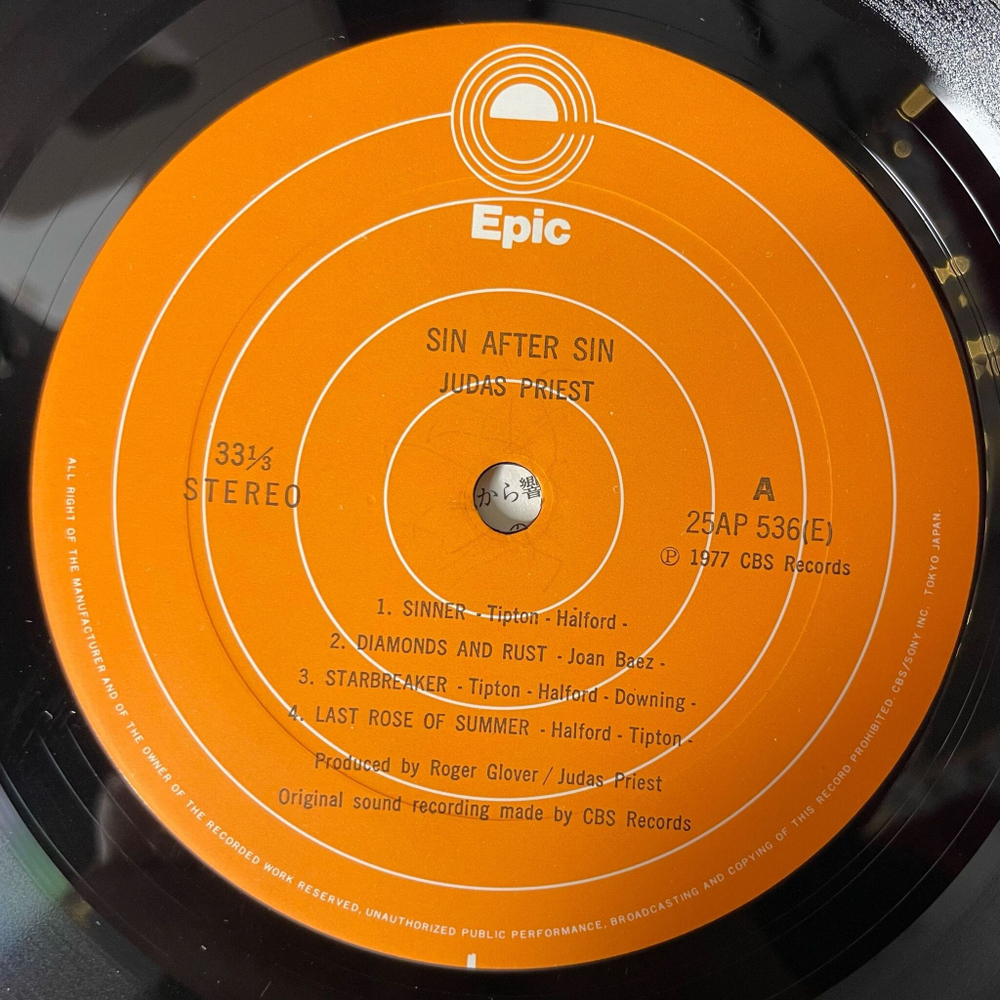 Epic
SIN AFTER SIN
JUDAS PRIEST
33⅓
STEREO
A
25AP 536(E)
Ⓟ 1977 CBS Records
から響
1. SINNER - Tipton - Halford -
2. DIAMONDS AND RUST - Joan Baez -
3. STARBREAKER - Tipton - Halford - Downing -
4. LAST ROSE OF SUMMER - Halford - Tipton -
Produced by Roger Glover / Judas Priest
Original sound recording made by CBS Records
ALL RIGHT OF THE MANUFACTURER AND OF THE OWNER OF THE RECORDED WORK RESERVED, UNAUTHORIZED PUBLIC PERFORMANCE, BROADCASTING AND COPYING OF THIS RECORD PROHIBITED. CBS/SONY INC. TOKYO JAPAN.